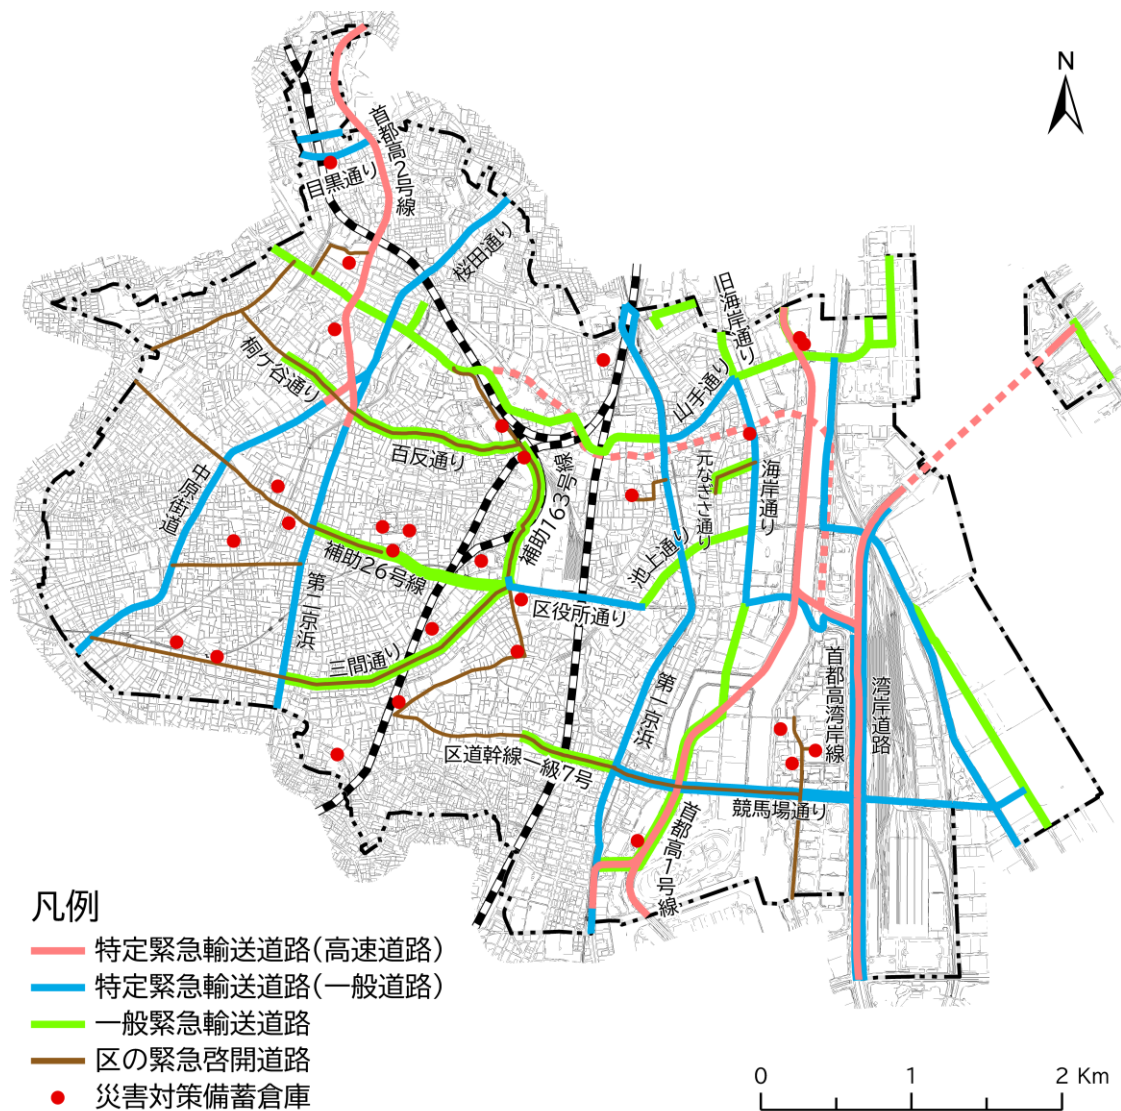 N
首都高2号線
目黒通り
桜田通り
旧海岸通り
桐ケ谷通り
山手通り
百反通り
補助163号線
元なぎさ通り
海岸通り
中原街道
補助26号線
池上通り
第二京浜
区役所通り
三間通り
第一京浜
首都高湾岸線
湾岸道路
区道幹線一級7号
競馬場通り
首都高1号線
凡例
特定緊急輸送道路(高速道路)
特定緊急輸送道路(一般道路)
一般緊急輸送道路
区の緊急啓開道路
災害対策備蓄倉庫
0 1 2 Km